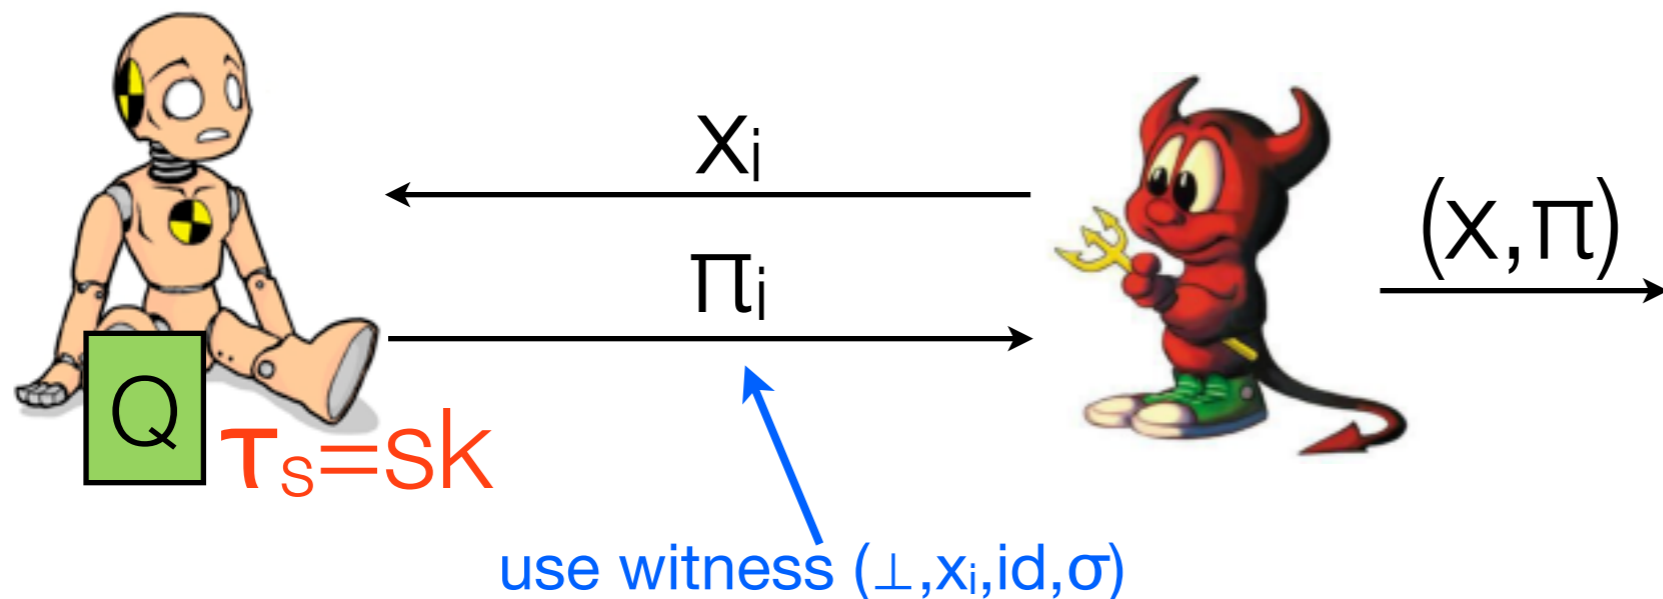 xᵢ
πᵢ
(x,π)
Q
τₛ=sk
use witness (⊥,xᵢ,id,σ)